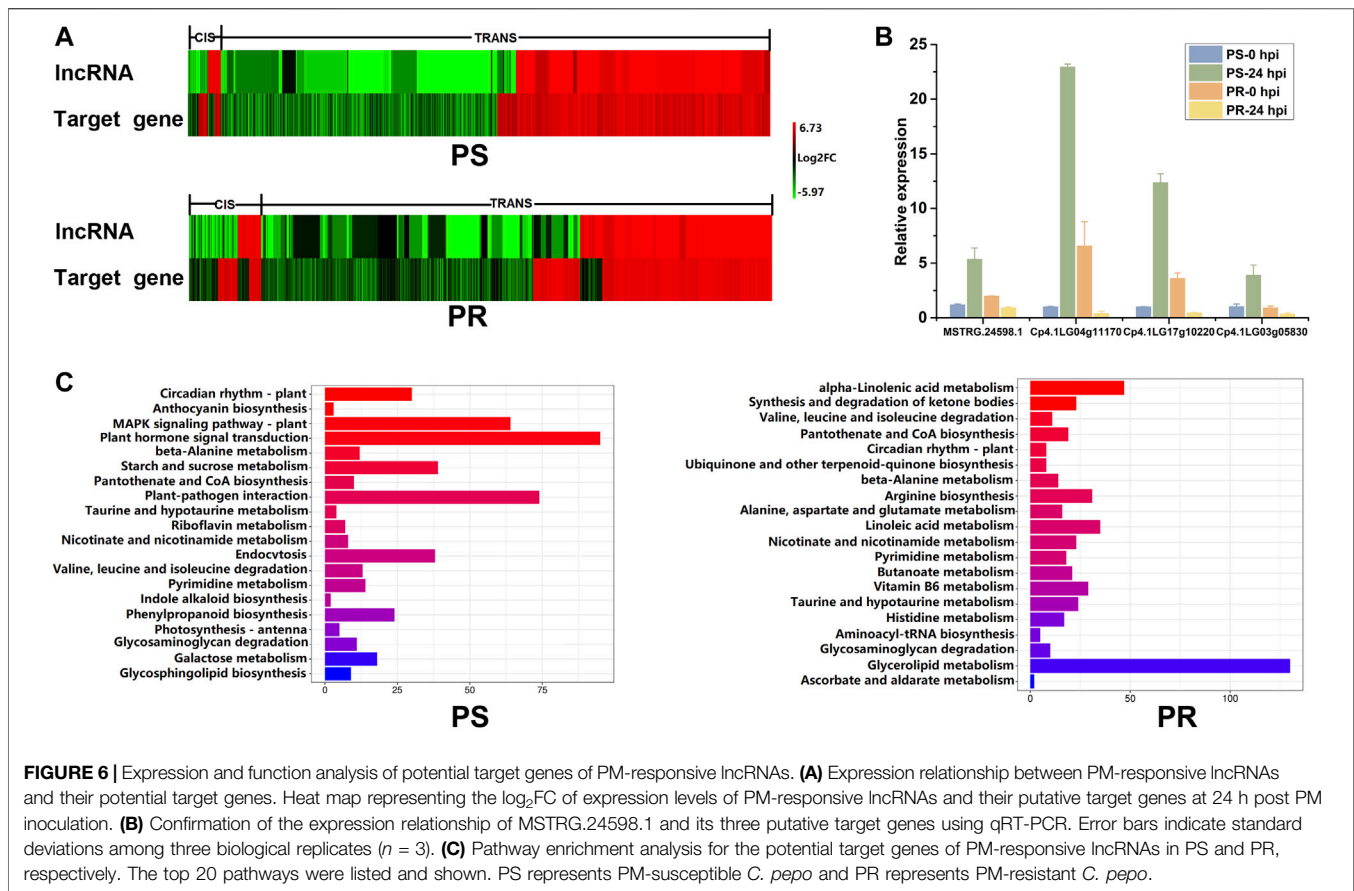 A
CIS
TRANS
lncRNA
Target gene
PS
CIS
TRANS
lncRNA
Target gene
PR
6.73
Log2FC
-5.97
B
Relative expression
25
20
15
10
5
0
PS-0 hpi
PS-24 hpi
PR-0 hpi
PR-24 hpi
MSTRG.24598.1 Cp4.1LG04g11170 Cp4.1LG17g10220 Cp4.1LG03g05830
C
Circadian rhythm - plant
Anthocyanin biosynthesis
MAPK signaling pathway - plant
Plant hormone signal transduction
beta-Alanine metabolism
Starch and sucrose metabolism
Pantothenate and CoA biosynthesis
Plant-pathogen interaction
Taurine and hypotaurine metabolism
Riboflavin metabolism
Nicotinate and nicotinamide metabolism
Endocytosis
Valine, leucine and isoleucine degradation
Pyrimidine metabolism
Indole alkaloid biosynthesis
Phenylpropanoid biosynthesis
Photosynthesis - antenna
Glycosaminoglycan degradation
Galactose metabolism
Glycosphingolipid biosynthesis
0 25 50 75
PS
alpha-Linolenic acid metabolism
Synthesis and degradation of ketone bodies
Valine, leucine and isoleucine degradation
Pantothenate and CoA biosynthesis
Circadian rhythm - plant
Ubiquinone and other terpenoid-quinone biosynthesis
beta-Alanine metabolism
Arginine biosynthesis
Alanine, aspartate and glutamate metabolism
Linoleic acid metabolism
Nicotinate and nicotinamide metabolism
Pyrimidine metabolism
Butanoate metabolism
Vitamin B6 metabolism
Taurine and hypotaurine metabolism
Histidine metabolism
Aminoacyl-tRNA biosynthesis
Glycosaminoglycan degradation
Glycerolipid metabolism
Ascorbate and aldarate metabolism
0 50 100
PR
FIGURE 6 | Expression and function analysis of potential target genes of PM-responsive lncRNAs. (A) Expression relationship between PM-responsive lncRNAs
and their potential target genes. Heat map representing the log₂FC of expression levels of PM-responsive lncRNAs and their putative target genes at 24 h post PM
inoculation. (B) Confirmation of the expression relationship of MSTRG.24598.1 and its three putative target genes using qRT-PCR. Error bars indicate standard
deviations among three biological replicates (n = 3). (C) Pathway enrichment analysis for the potential target genes of PM-responsive lncRNAs in PS and PR,
respectively. The top 20 pathways were listed and shown. PS represents PM-susceptible C. pepo and PR represents PM-resistant C. pepo.